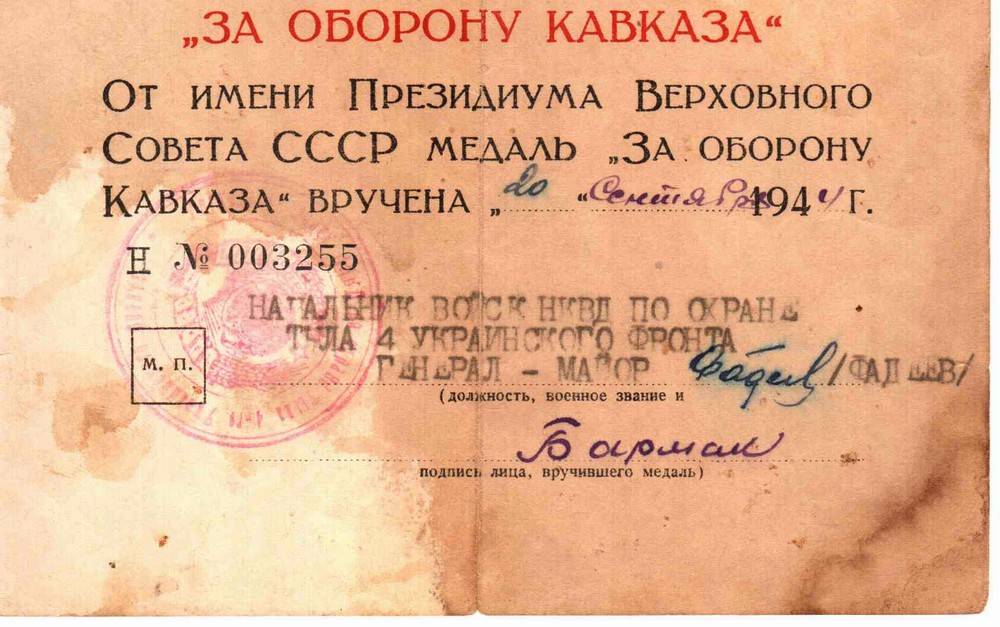 „ЗА ОБОРОНУ КАВКАЗА“
От имени Президиума Верховного
Совета СССР медаль „За оборону
Кавказа“ вручена „20“ Сентября 1944 г.
Н № 003255
НАЧАЛЬНИК ВОЙСК НКВД ПО ОХРАНЕ
ТЫЛА 4 УКРАИНСКОГО ФРОНТА
ГЕНЕРАЛ – МАЙОР Фадеев /ФАДЕЕВ/
М. П.
(должность, военное звание и
Бармак
подпись лица, вручившего медаль)